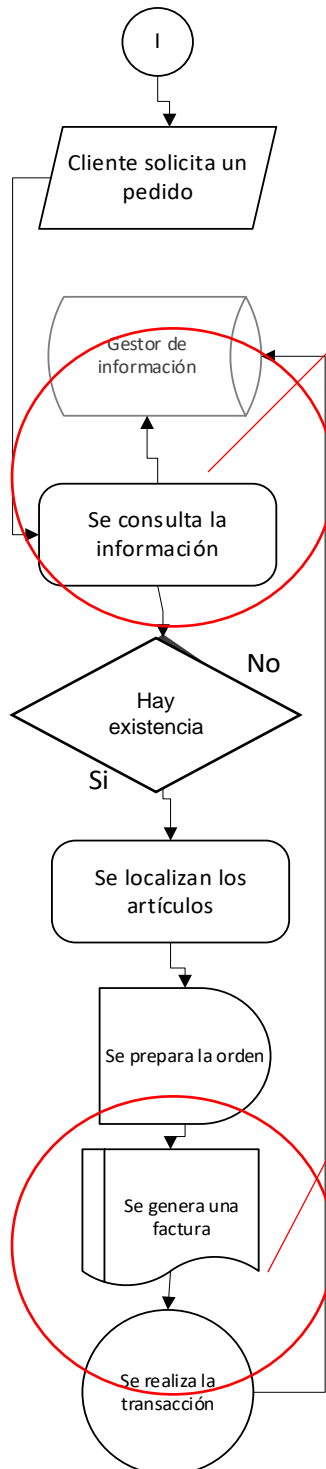 I
Cliente solicita un
pedido
Gestor de
información
Se consulta la
información
No
Hay
existencia
Si
Se localizan los
artículos
Se prepara la orden
Se genera una
factura
Se realiza la
transacción